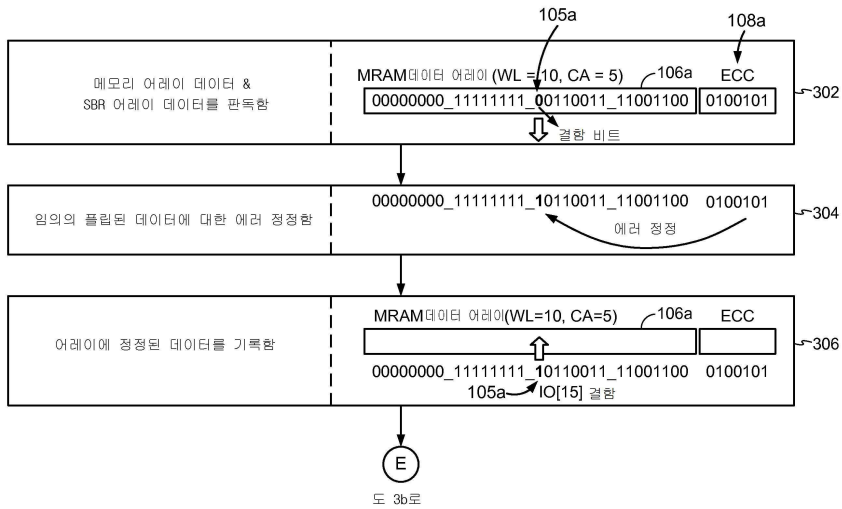 105a
108a
메모리 어레이 데이터 &
SBR 어레이 데이터를 판독함
MRAM데이터 어레이 (WL = 10, CA = 5)
106a
ECC
00000000_11111111_00110011_11001100
0100101
302
결함 비트
임의의 플립된 데이터에 대한 에러 정정함
00000000_11111111_10110011_11001100
0100101
304
에러 정정
어레이에 정정된 데이터를 기록함
MRAM데이터 어레이(WL=10, CA=5)
106a
ECC
306
00000000_11111111_10110011_11001100
0100101
105a
IO[15] 결함
E
도 3b로